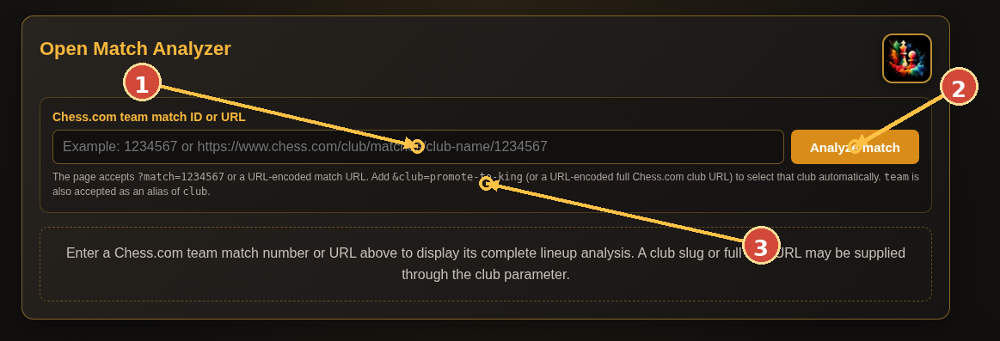 Open Match Analyzer
1
2
Chess.com team match ID or URL
Example: 1234567 or https://www.chess.com/club/matches/club-name/1234567
Analyze match
The page accepts ?match=1234567 or a URL-encoded match URL. Add &club=promote-to-king (or a URL-encoded full Chess.com club URL) to select that club automatically. team is
also accepted as an alias of club.
3
Enter a Chess.com team match number or URL above to display its complete lineup analysis. A club slug or full URL may be supplied
through the club parameter.